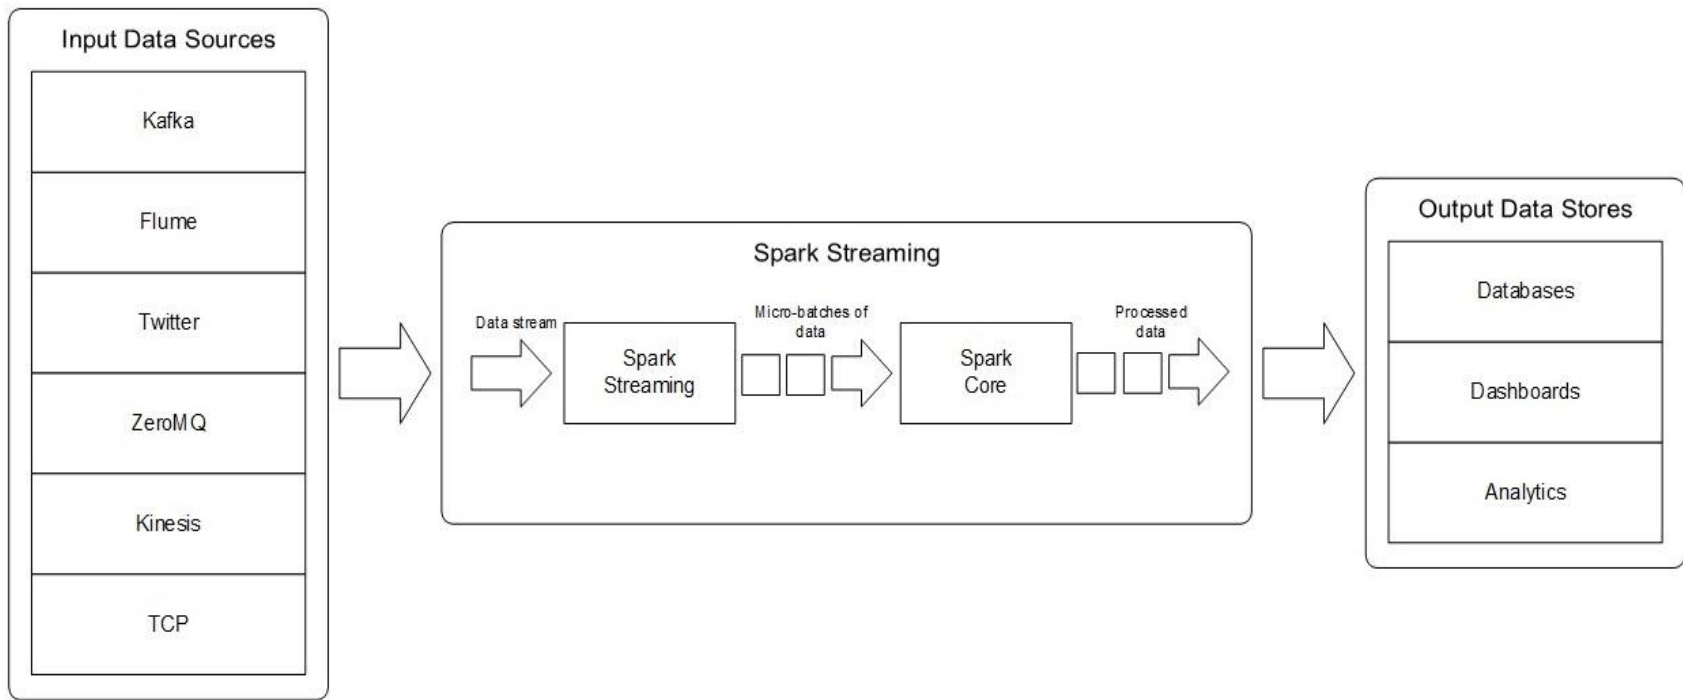 Input Data Sources
Kafka
Flume
Twitter
ZeroMQ
Kinesis
TCP
Spark Streaming
Data stream
Spark
Streaming
Micro-batches of
data
Spark
Core
Processed
data
Output Data Stores
Databases
Dashboards
Analytics